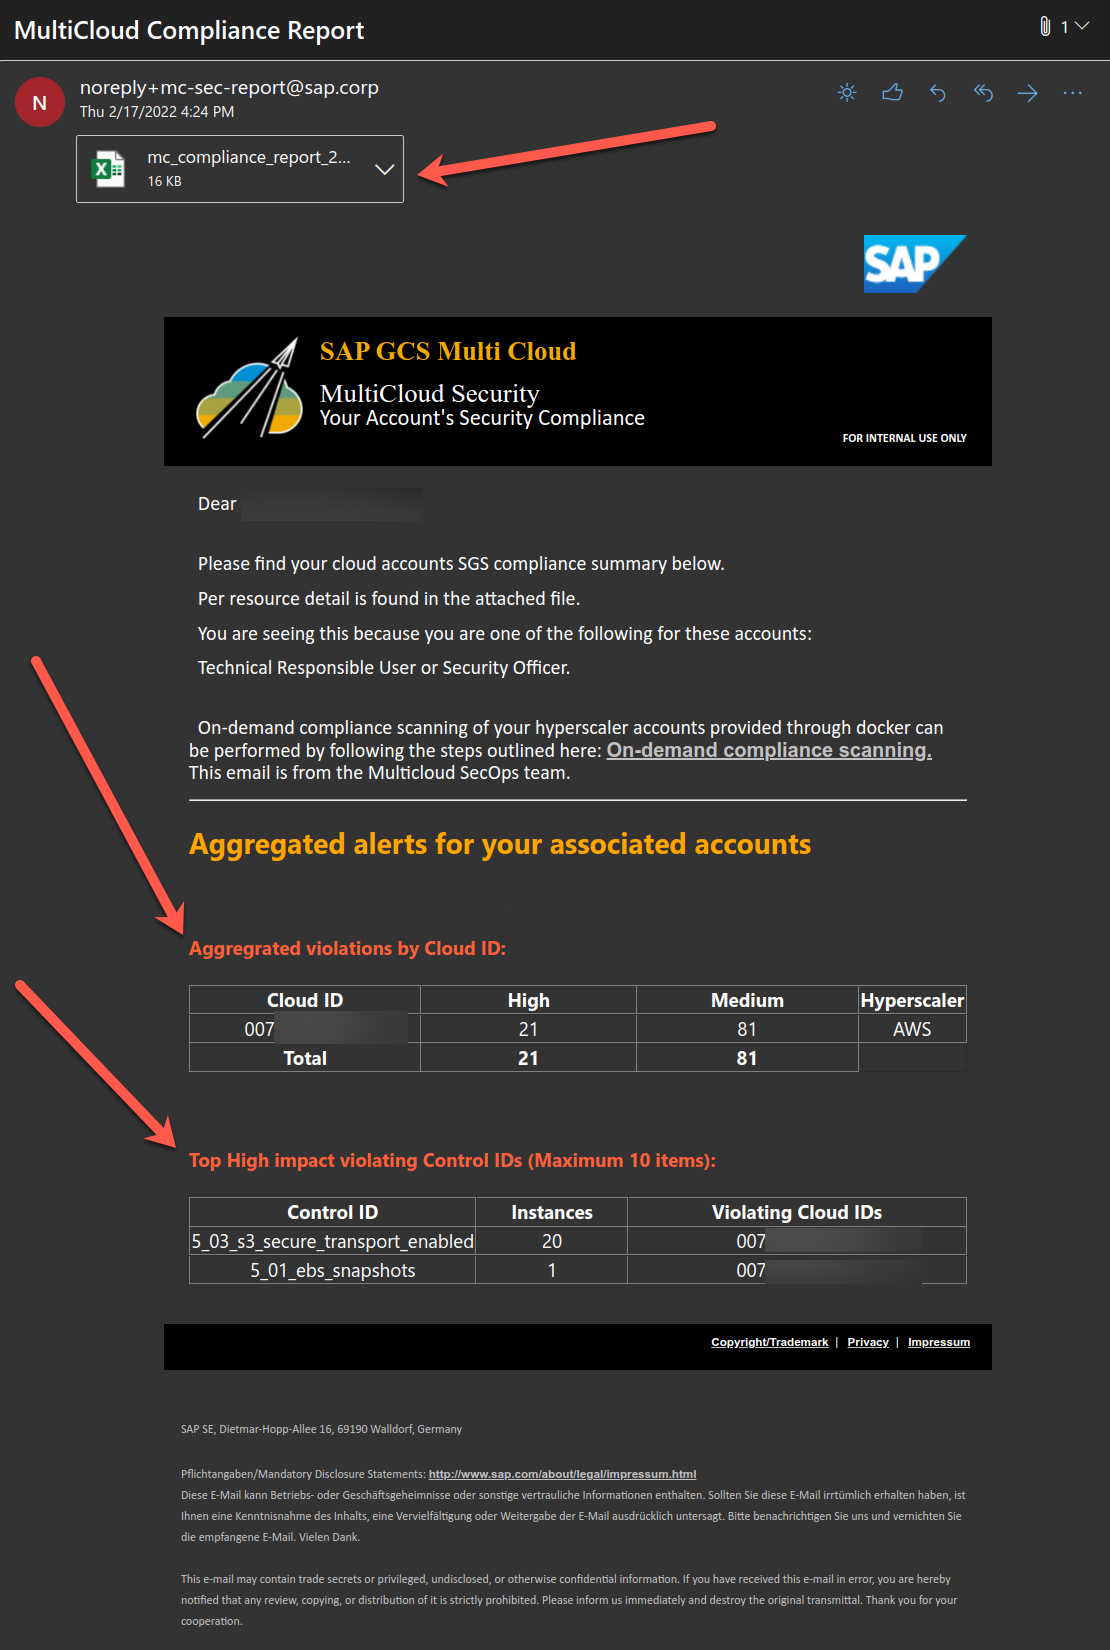 MultiCloud Compliance Report
1
N
noreply+mc-sec-report@sap.corp
Thu 2/17/2022 4:24 PM
mc_compliance_report_2...
16 KB
SAP
SAP GCS Multi Cloud
MultiCloud Security
Your Account's Security Compliance
FOR INTERNAL USE ONLY
Dear
Please find your cloud accounts SGS compliance summary below.
Per resource detail is found in the attached file.
You are seeing this because you are one of the following for these accounts:
Technical Responsible User or Security Officer.
On-demand compliance scanning of your hyperscaler accounts provided through docker can
be performed by following the steps outlined here: On-demand compliance scanning.
This email is from the Multicloud SecOps team.
Aggregated alerts for your associated accounts
Aggregrated violations by Cloud ID:
Cloud ID High Medium Hyperscaler
007 21 81 AWS
Total 21 81
Top High impact violating Control IDs (Maximum 10 items):
Control ID Instances Violating Cloud IDs
5_03_s3_secure_transport_enabled 20 007
5_01_ebs_snapshots 1 007
Copyright/Trademark | Privacy | Impressum
SAP SE, Dietmar-Hopp-Allee 16, 69190 Walldorf, Germany
Pflichtangaben/Mandatory Disclosure Statements: http://www.sap.com/about/legal/impressum.html
Diese E-Mail kann Betriebs- oder Geschäftsgeheimnisse oder sonstige vertrauliche Informationen enthalten. Sollten Sie diese E-Mail irrtümlich erhalten haben, ist
Ihnen eine Kenntnisnahme des Inhalts, eine Vervielfältigung oder Weitergabe der E-Mail ausdrücklich untersagt. Bitte benachrichtigen Sie uns und vernichten Sie
die empfangene E-Mail. Vielen Dank.
This e-mail may contain trade secrets or privileged, undisclosed, or otherwise confidential information. If you have received this e-mail in error, you are hereby
notified that any review, copying, or distribution of it is strictly prohibited. Please inform us immediately and destroy the original transmittal. Thank you for your
cooperation.